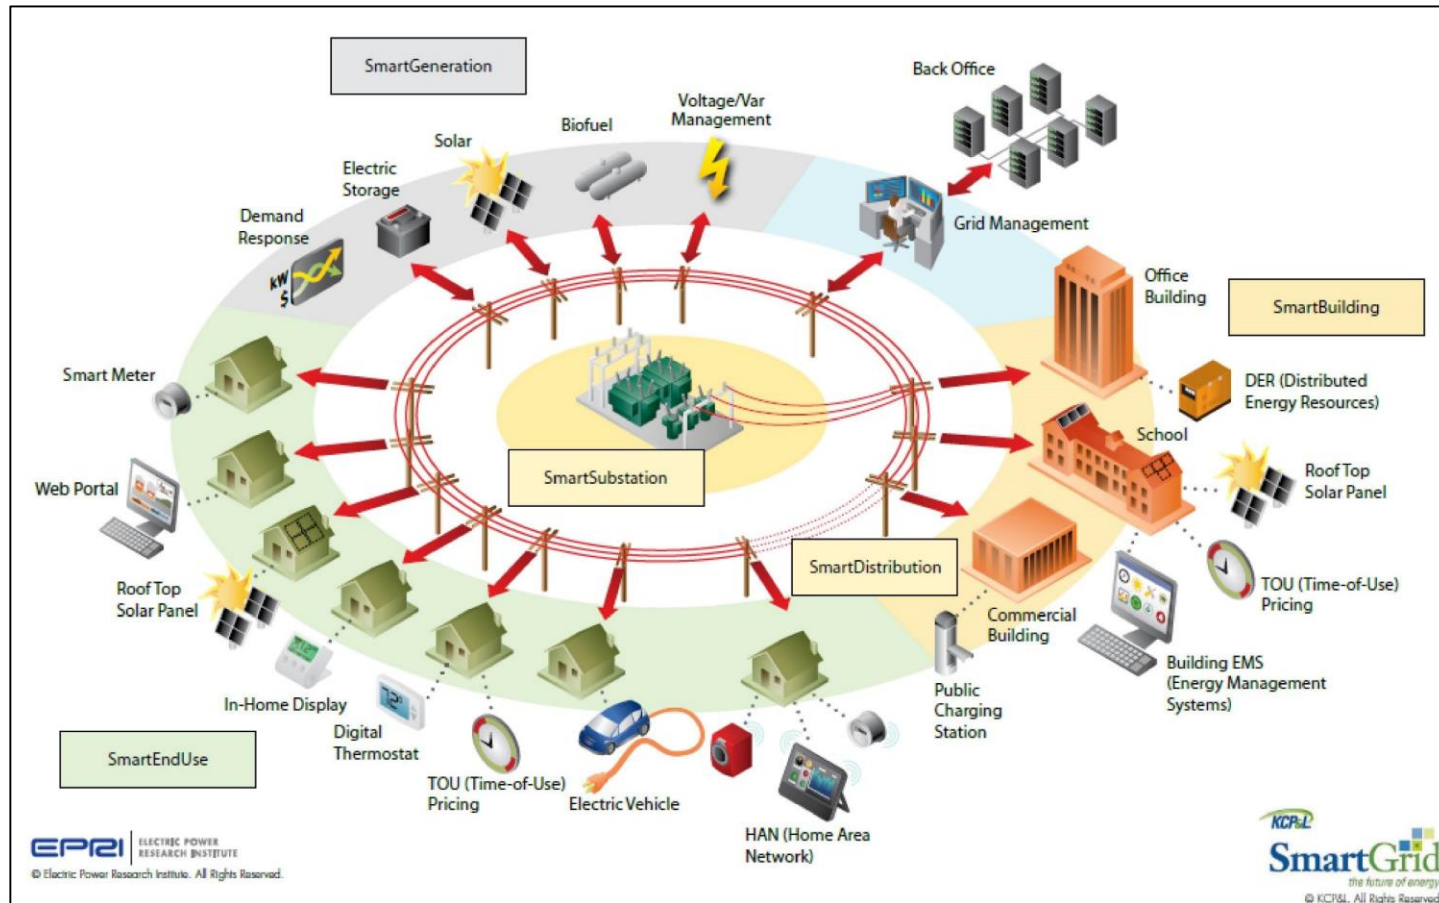 SmartGeneration
Back Office
Voltage/Var
Management
Biofuel
Solar
Electric
Storage
Demand
Response
kW
$
Grid Management
Office
Building
SmartBuilding
Smart Meter
DER (Distributed
Energy Resources)
School
Roof Top
Solar Panel
Web Portal
SmartSubstation
SmartDistribution
TOU (Time-of-Use)
Pricing
Roof Top
Solar Panel
Commercial
Building
Building EMS
(Energy Management
Systems)
In-Home Display
Digital
Thermostat
Public
Charging
Station
SmartEndUse
TOU (Time-of-Use)
Pricing
Electric Vehicle
HAN (Home Area
Network)
EPRI
ELECTRIC POWER
RESEARCH INSTITUTE
© Electric Power Research Institute. All Rights Reserved.
KCP&L
SmartGrid
the future of energy
© KCP&L. All Rights Reserved